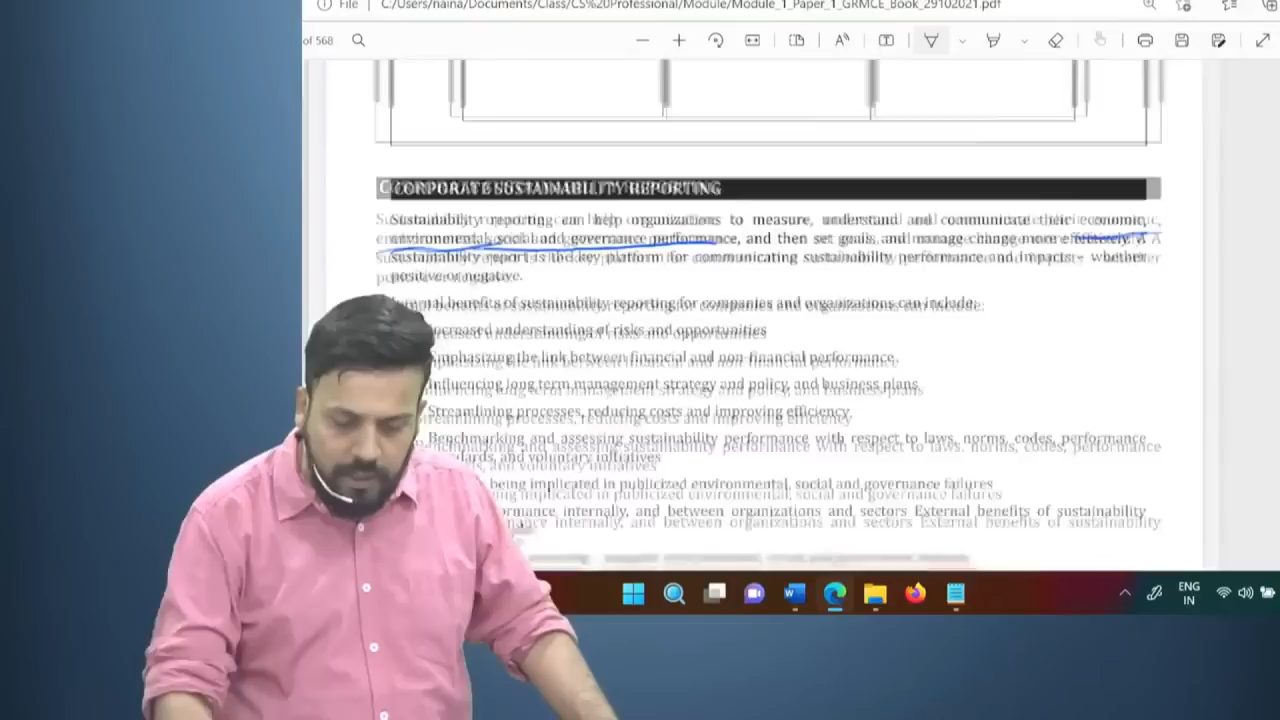 File | C:/Users/naina/Documents/Class/CS%20Professional/Module/Module_1_Paper_1_GRMCE_Book_29102021.pdf
of 568
CORPORATE SUSTAINABILITY REPORTING
Sustainability reporting can help organizations to measure, understand and communicate their economic,
environmental, social and governance performance, and then set goals, and manage change more effectively. A
sustainability report is the key platform for communicating sustainability performance and impacts – whether
positive or negative.
Internal benefits of sustainability reporting for companies and organizations can include:
Increased understanding of risks and opportunities
Emphasizing the link between financial and non-financial performance
Influencing long term management strategy and policy, and business plans
Streamlining processes, reducing costs and improving efficiency
Benchmarking and assessing sustainability performance with respect to laws, norms, codes, performance
and voluntary initiatives
being implicated in publicized environmental, social and governance failures
internally, and between organizations and sectors External benefits of sustainability
ENG
IN